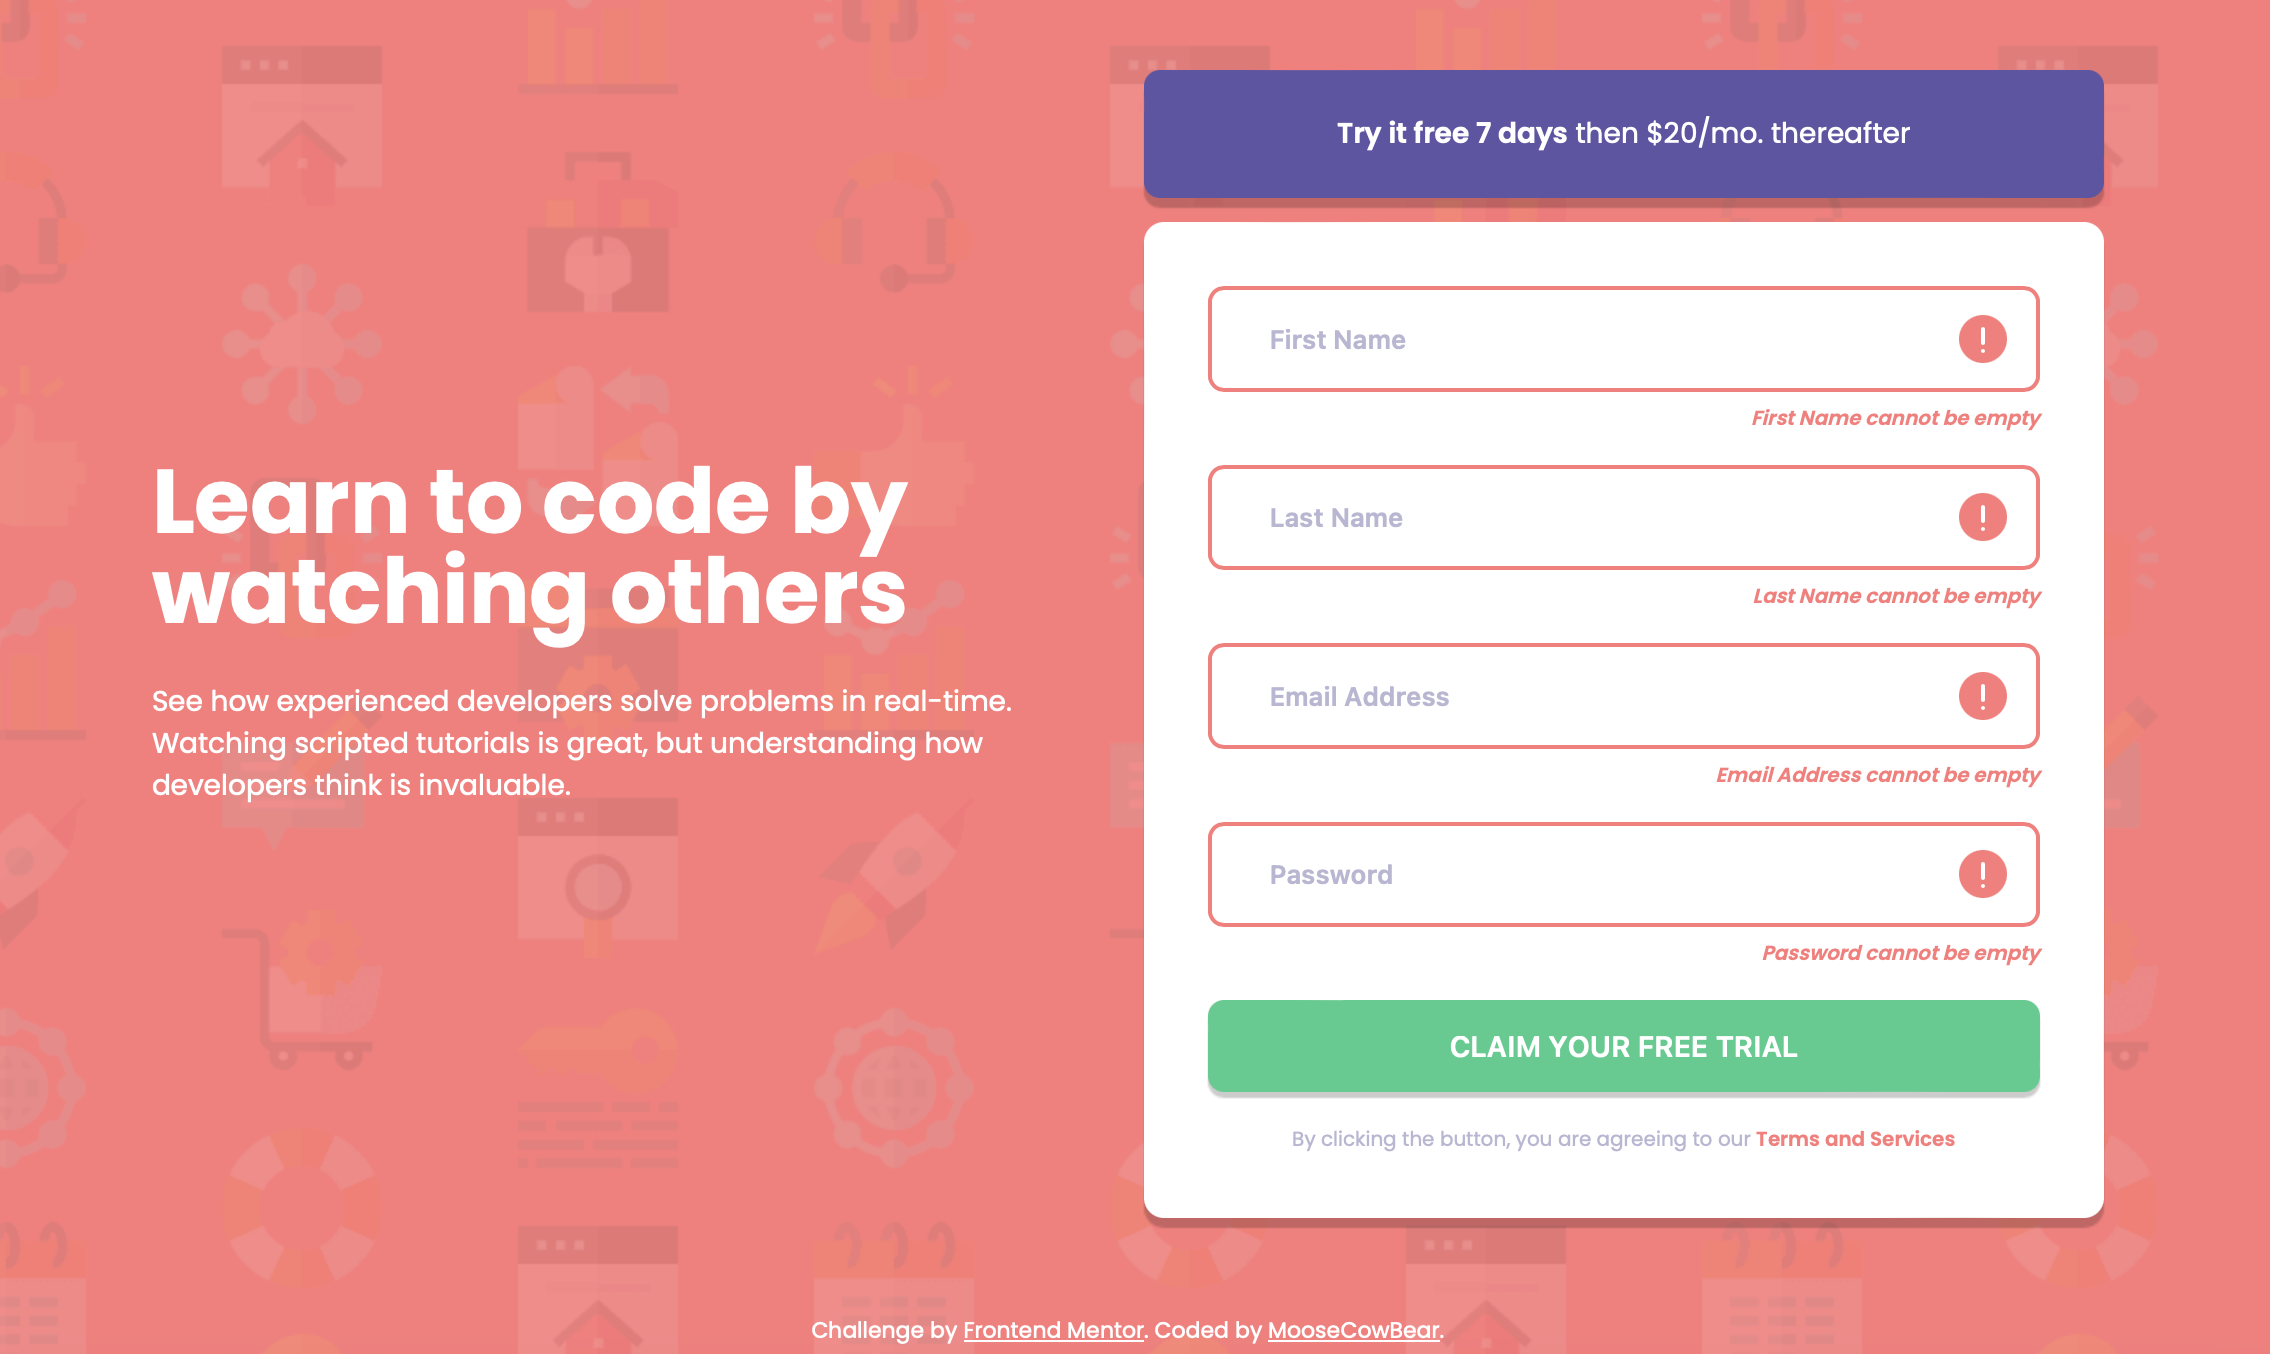 Learn to code by
watching others
See how experienced developers solve problems in real-time.
Watching scripted tutorials is great, but understanding how
developers think is invaluable.
Try it free 7 days then $20/mo. thereafter
First Name
First Name cannot be empty
Last Name
Last Name cannot be empty
Email Address
Email Address cannot be empty
Password
Password cannot be empty
CLAIM YOUR FREE TRIAL
By clicking the button, you are agreeing to our Terms and Services
Challenge by Frontend Mentor. Coded by MooseCowBear.